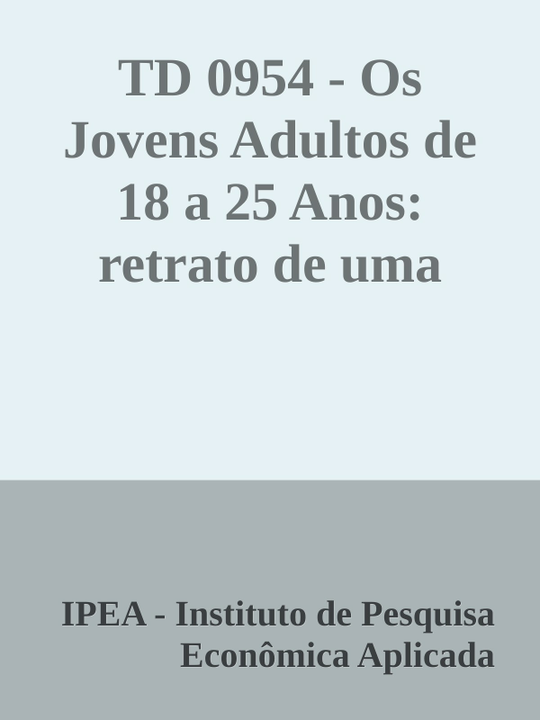 TD 0954 - Os
Jovens Adultos de
18 a 25 Anos:
retrato de uma
IPEA - Instituto de Pesquisa
Econômica Aplicada